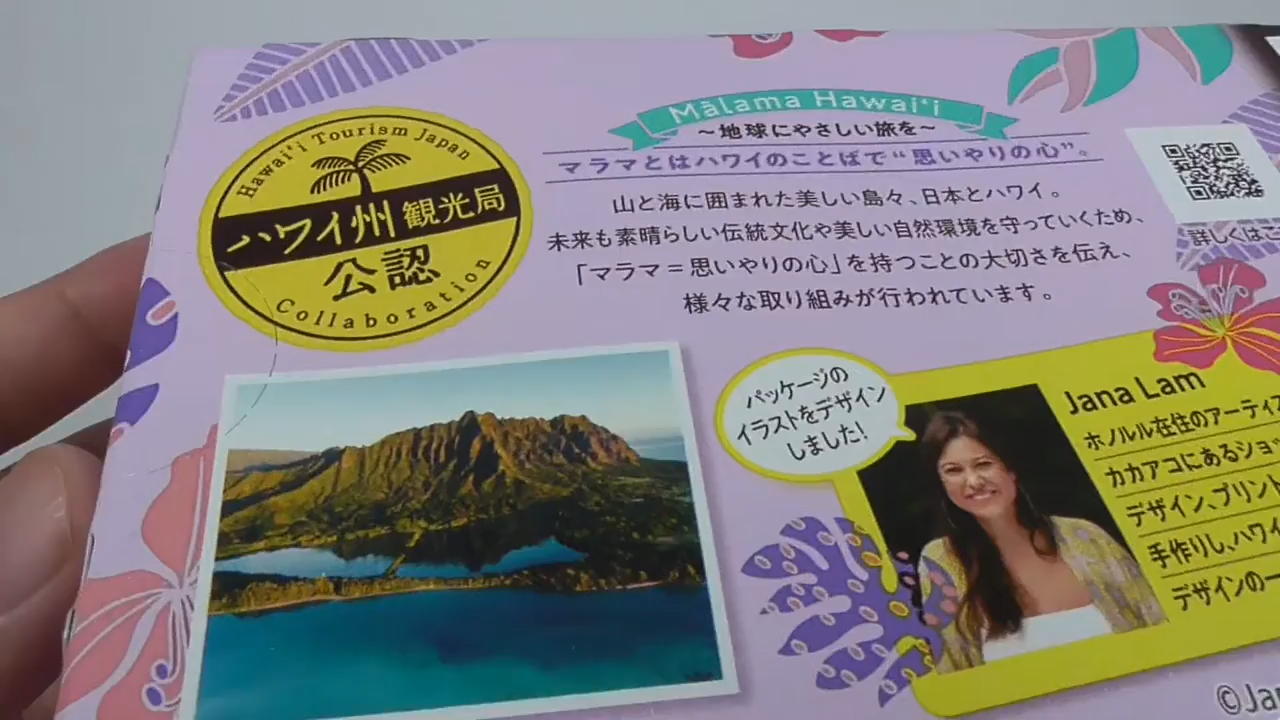 Hawaiʻi Tourism Japan
ハワイ州 観光局
公認
Collaboration
Mālama Hawaiʻi
～地球にやさしい旅を～
マラマとはハワイのことばで“思いやりの心”。
山と海に囲まれた美しい島々、日本とハワイ。
未来も素晴らしい伝統文化や美しい自然環境を守っていくため、
「マラマ＝思いやりの心」を持つことの大切さを伝え、
様々な取り組みが行われています。
詳しくはこ
パッケージの
イラストをデザイン
しました!
Jana Lam
ホノルル在住のアーティス
カカアコにあるショ
デザイン、プリント
手作りし、ハワイ
デザインの一
©Ja